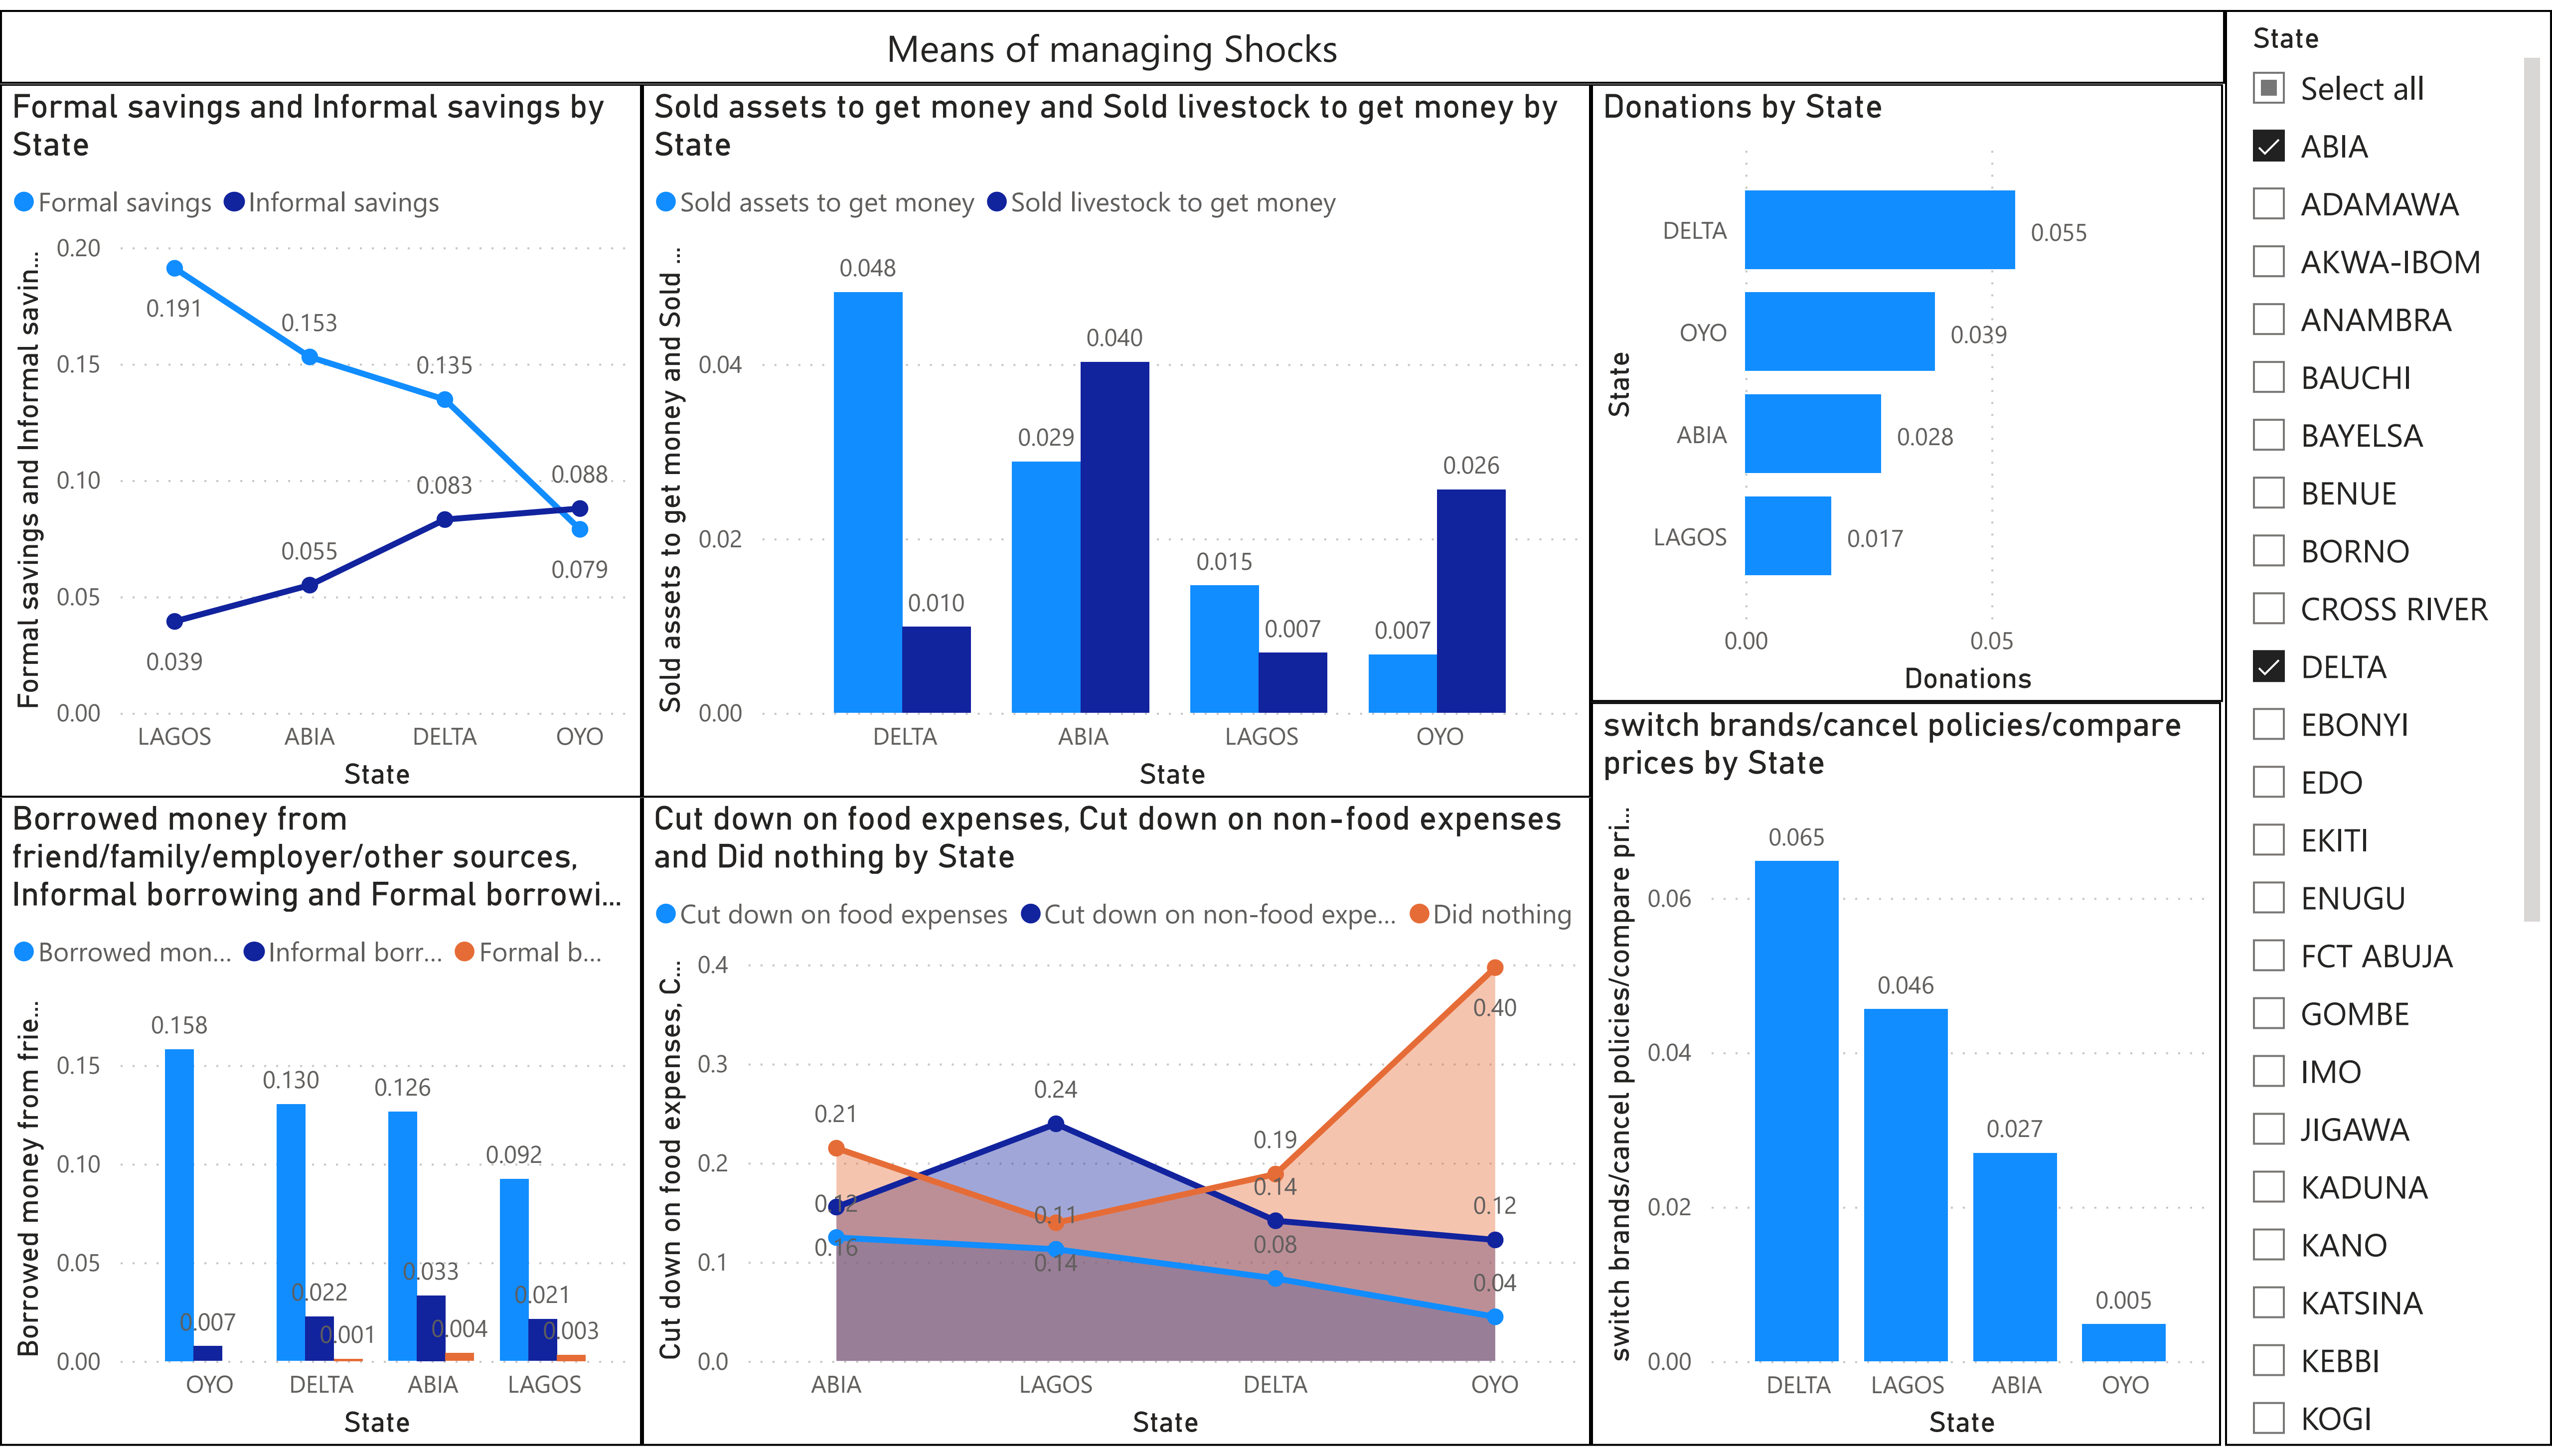 Means of managing Shocks
Formal savings and Informal savings by
State
Formal savings Informal savings
Formal savings and Informal savin...
0.20
0.15
0.10
0.05
0.00
0.191
0.153
0.135
0.088
0.083
0.055
0.079
0.039
LAGOS ABIA DELTA OYO
State
Sold assets to get money and Sold livestock to get money by
State
Sold assets to get money Sold livestock to get money
Sold assets to get money and Sold ...
0.04
0.02
0.00
0.048
0.010
0.029
0.040
0.015
0.007
0.007
0.026
DELTA ABIA LAGOS OYO
State
Donations by State
State
DELTA 0.055
OYO 0.039
ABIA 0.028
LAGOS 0.017
0.00 0.05
Donations
Borrowed money from
friend/family/employer/other sources,
Informal borrowing and Formal borrowi...
Borrowed mon... Informal borr... Formal b...
Borrowed money from frie...
0.15
0.10
0.05
0.00
0.158
0.007
0.130
0.022
0.001
0.126
0.033
0.004
0.092
0.021
0.003
OYO DELTA ABIA LAGOS
State
Cut down on food expenses, Cut down on non-food expenses
and Did nothing by State
Cut down on food expenses Cut down on non-food expe... Did nothing
Cut down on food expenses, C...
0.4
0.3
0.2
0.1
0.0
0.21
0.12
0.16
0.24
0.11
0.14
0.19
0.14
0.08
0.40
0.12
0.04
ABIA LAGOS DELTA OYO
State
switch brands/cancel policies/compare
prices by State
switch brands/cancel policies/compare pri...
0.06
0.04
0.02
0.00
0.065
0.046
0.027
0.005
DELTA LAGOS ABIA OYO
State
State
Select all
ABIA
ADAMAWA
AKWA-IBOM
ANAMBRA
BAUCHI
BAYELSA
BENUE
BORNO
CROSS RIVER
DELTA
EBONYI
EDO
EKITI
ENUGU
FCT ABUJA
GOMBE
IMO
JIGAWA
KADUNA
KANO
KATSINA
KEBBI
KOGI